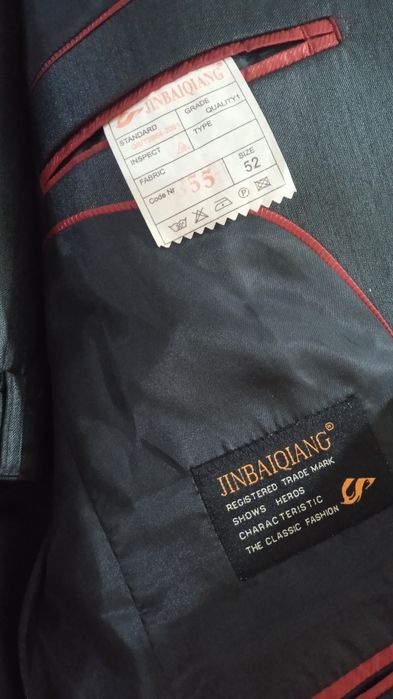 JINBAIQIANG®
STANDARD
GRADE
QUALITY1
INSPECT
TYPE
FABRIC
Code Nr
55
SIZE
52
P
JINBAIQIANG®
REGISTERED TRADE MARK
SHOWS HEROS
CHARACTERISTIC
THE CLASSIC FASHION